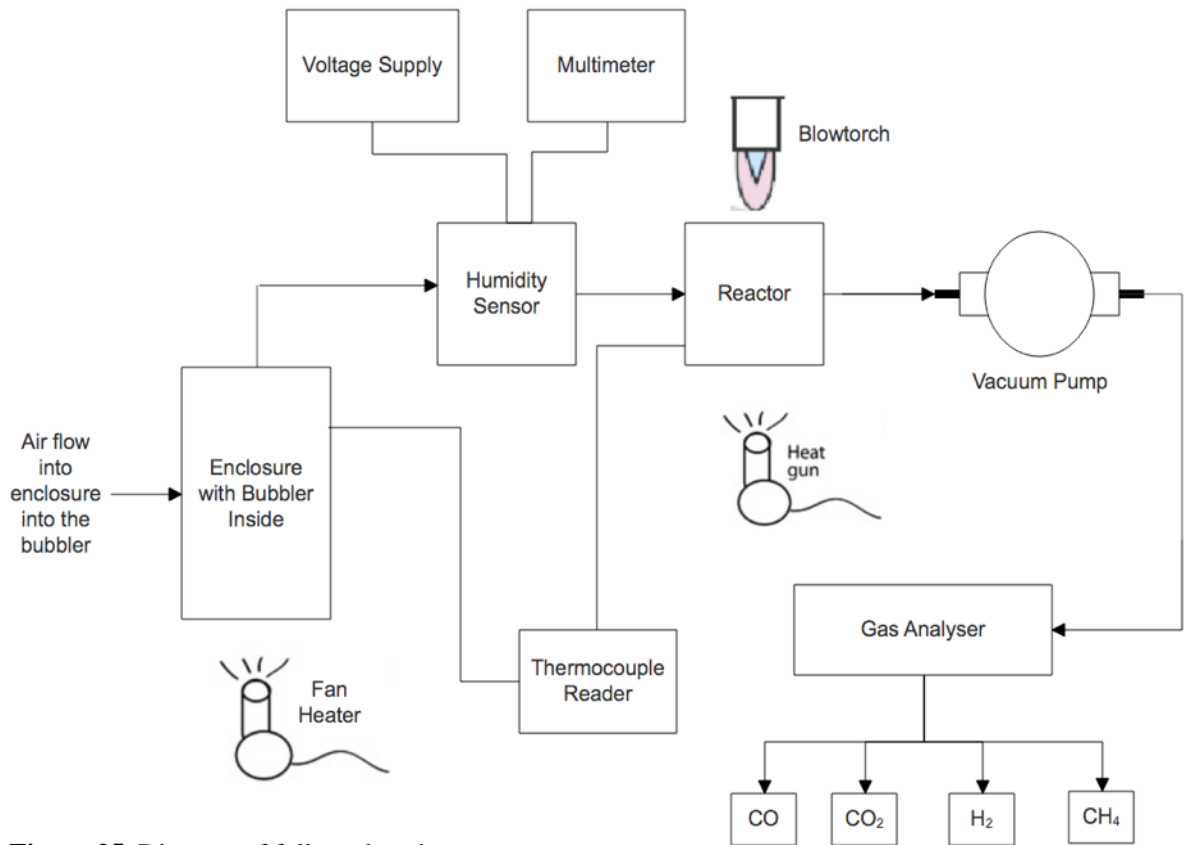 Voltage Supply
Multimeter
Blowtorch
Humidity
Sensor
Reactor
Vacuum Pump
Air flow
into
enclosure
into the
bubbler
Enclosure
with Bubbler
Inside
Heat
gun
Gas Analyser
Thermocouple
Reader
Fan
Heater
CO
CO₂
H₂
CH₄